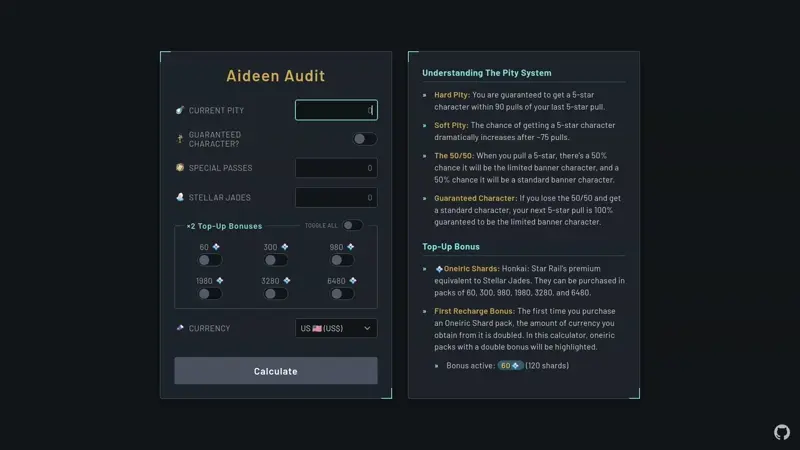 Aideen Audit
CURRENT PITY
0
GUARANTEED
CHARACTER?
SPECIAL PASSES
0
STELLAR JADES
0
×2 Top-Up Bonuses
TOGGLE ALL
60
300
980
1980
3280
6480
CURRENCY
US 🇺🇸 (US$)
Calculate
Understanding The Pity System
Hard Pity: You are guaranteed to get a 5-star
character within 90 pulls of your last 5-star pull.
Soft Pity: The chance of getting a 5-star character
dramatically increases after ~75 pulls.
The 50/50: When you pull a 5-star, there's a 50%
chance it will be the limited banner character, and a
50% chance it will be a standard banner character.
Guaranteed Character: If you lose the 50/50 and get
a standard character, your next 5-star pull is 100%
guaranteed to be the limited banner character.
Top-Up Bonus
Oneiric Shards: Honkai: Star Rail's premium
equivalent to Stellar Jades. They can be purchased in
packs of 60, 300, 980, 1980, 3280, and 6480.
First Recharge Bonus: The first time you purchase
an Oneiric Shard pack, the amount of currency you
obtain from it is doubled. In this calculator, oneiric
packs with a double bonus will be highlighted.
Bonus active: 60 (120 shards)